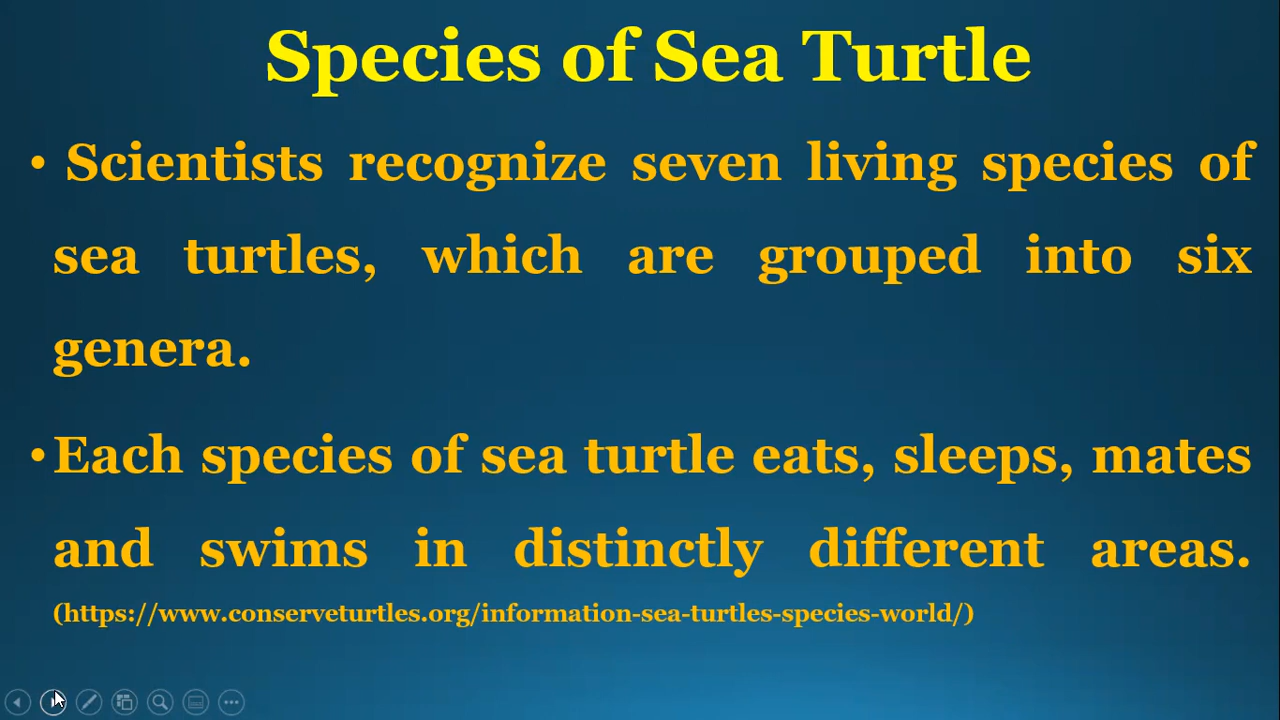 Species of Sea Turtle
• Scientists recognize seven living species of
sea turtles, which are grouped into six
genera.
• Each species of sea turtle eats, sleeps, mates
and swims in distinctly different areas.
(https://www.conserveturtles.org/information-sea-turtles-species-world/)